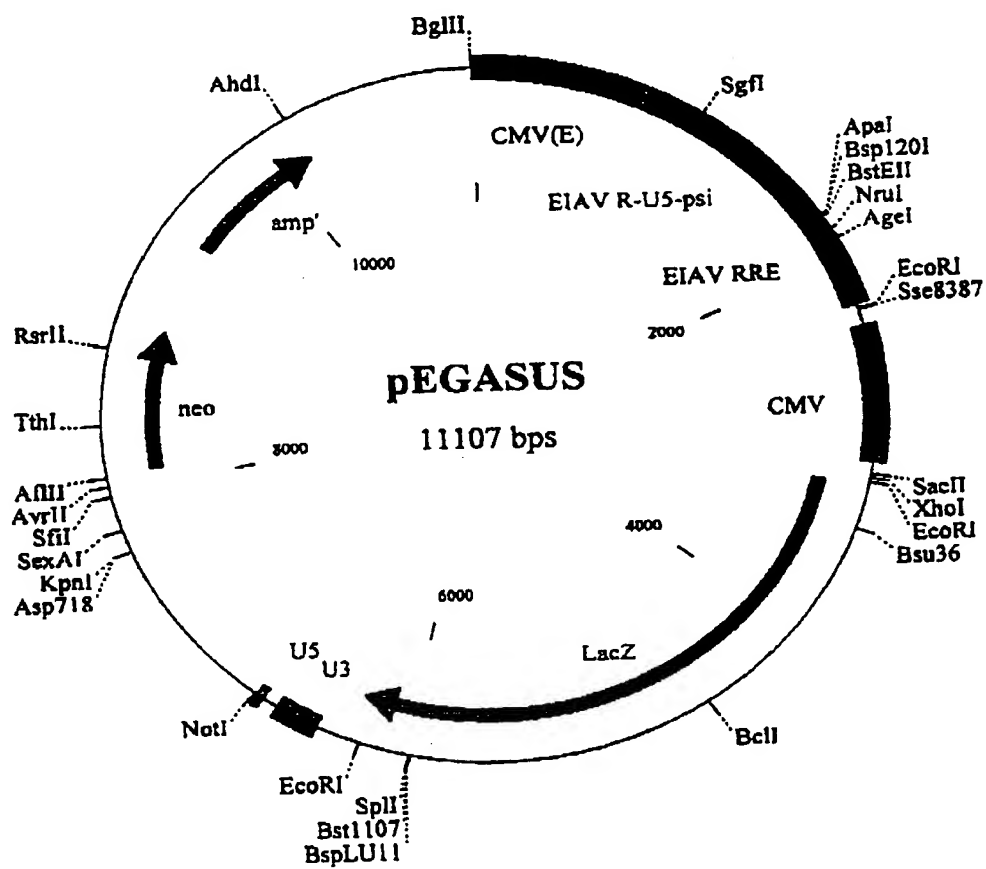 BglII
AhdI
SgfI
CMV(E)
ApaI
Bsp120I
BstEII
NruI
AgeI
EIAV R-U5-psi
amp'
10000
EIAV RRE
EcoRI
Sse8387
2000
RsrII
pEGASUS
neo
CMV
TthI
11107 bps
8000
AflII
AvrII
SfiI
SexAI
KpnI
Asp718
SacII
XhoI
EcoRI
Bsu36
4000
6000
U5
U3
LacZ
NotI
BclI
EcoRI
SplI
Bst1107
BspLU11